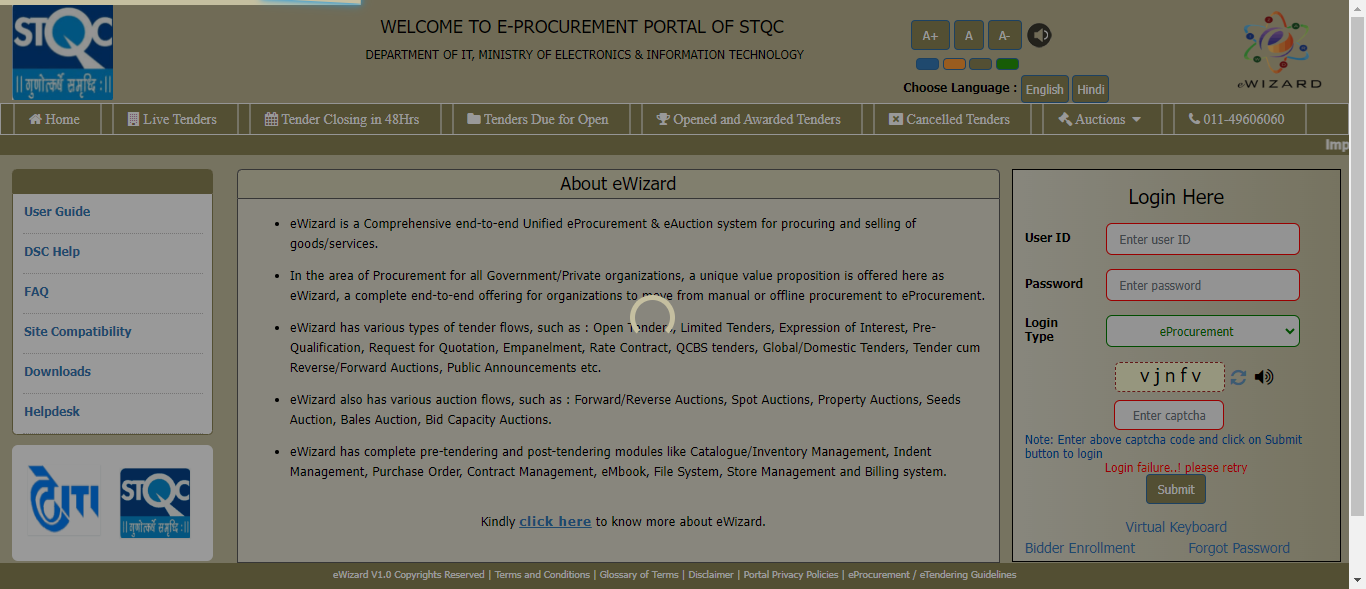 STQC
॥ गुणोत्कर्षे समृध्दिः॥
WELCOME TO E-PROCUREMENT PORTAL OF STQC
DEPARTMENT OF IT, MINISTRY OF ELECTRONICS & INFORMATION TECHNOLOGY
A+ A A-
Choose Language : English Hindi
eWIZARD
Home Live Tenders Tender Closing in 48Hrs Tenders Due for Open Opened and Awarded Tenders Cancelled Tenders Auctions 011-49606060
Imp
User Guide
DSC Help
FAQ
Site Compatibility
Downloads
Helpdesk
ITI
STQC
॥ गुणोत्कर्षे समृध्दिः॥
About eWizard
• eWizard is a Comprehensive end-to-end Unified eProcurement & eAuction system for procuring and selling of
goods/services.
• In the area of Procurement for all Government/Private organizations, a unique value proposition is offered here as
eWizard, a complete end-to-end offering for organizations to move from manual or offline procurement to eProcurement.
• eWizard has various types of tender flows, such as : Open Tenders, Limited Tenders, Expression of Interest, Pre-
Qualification, Request for Quotation, Empanelment, Rate Contract, QCBS tenders, Global/Domestic Tenders, Tender cum
Reverse/Forward Auctions, Public Announcements etc.
• eWizard also has various auction flows, such as : Forward/Reverse Auctions, Spot Auctions, Property Auctions, Seeds
Auction, Bales Auction, Bid Capacity Auctions.
• eWizard has complete pre-tendering and post-tendering modules like Catalogue/Inventory Management, Indent
Management, Purchase Order, Contract Management, eMbook, File System, Store Management and Billing system.
Kindly click here to know more about eWizard.
Login Here
User ID Enter user ID
Password Enter password
Login
Type eProcurement
v j n f v
Enter captcha
Note: Enter above captcha code and click on Submit
button to login
Login failure..! please retry
Submit
Virtual Keyboard
Bidder Enrollment Forgot Password
eWizard V1.0 Copyrights Reserved | Terms and Conditions | Glossary of Terms | Disclaimer | Portal Privacy Policies | eProcurement / eTendering Guidelines